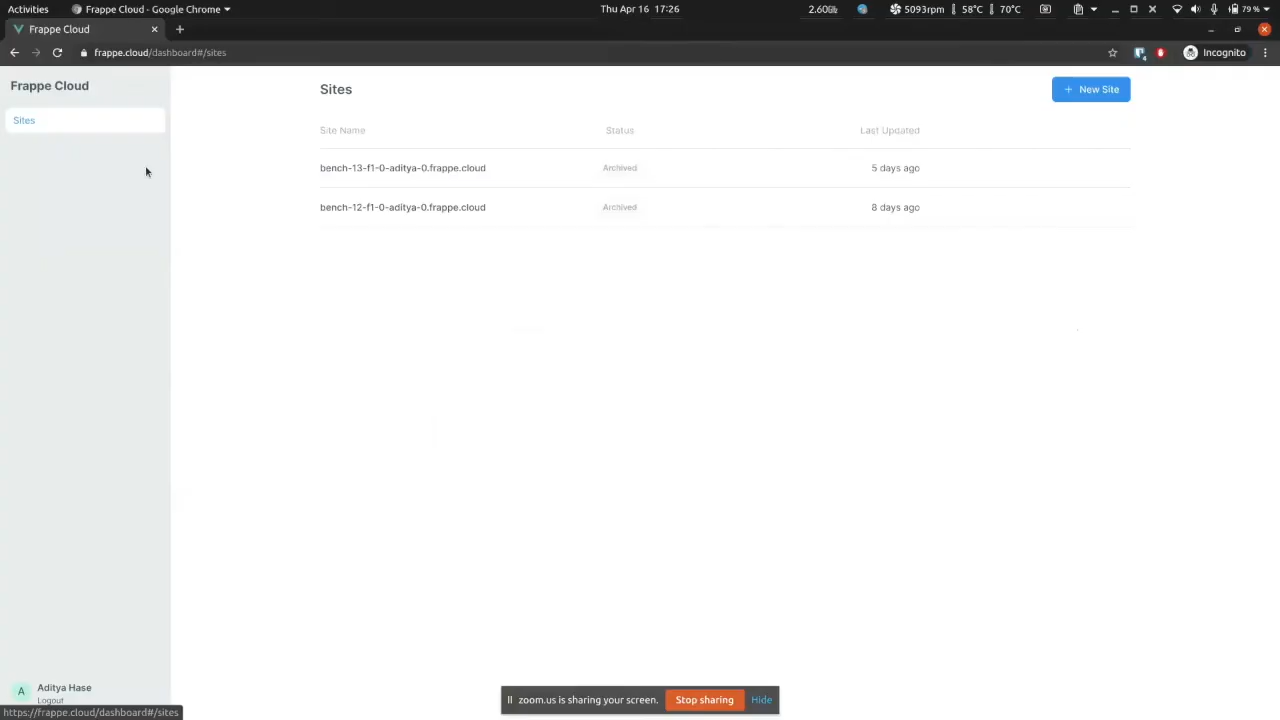 Activities Frappe Cloud - Google Chrome Thu Apr 16 17:26 2.60G 5093rpm 58°C 70°C 79%
Frappe Cloud
frappe.cloud/dashboard#/sites Incognito
Frappe Cloud
Sites
Sites
New Site
Site Name Status Last Updated
bench-13-f1-0-aditya-0.frappe.cloud Archived 5 days ago
bench-12-f1-0-aditya-0.frappe.cloud Archived 8 days ago
A Aditya Hase
Logout
https://frappe.cloud/dashboard#/sites
zoom.us is sharing your screen. Stop sharing Hide